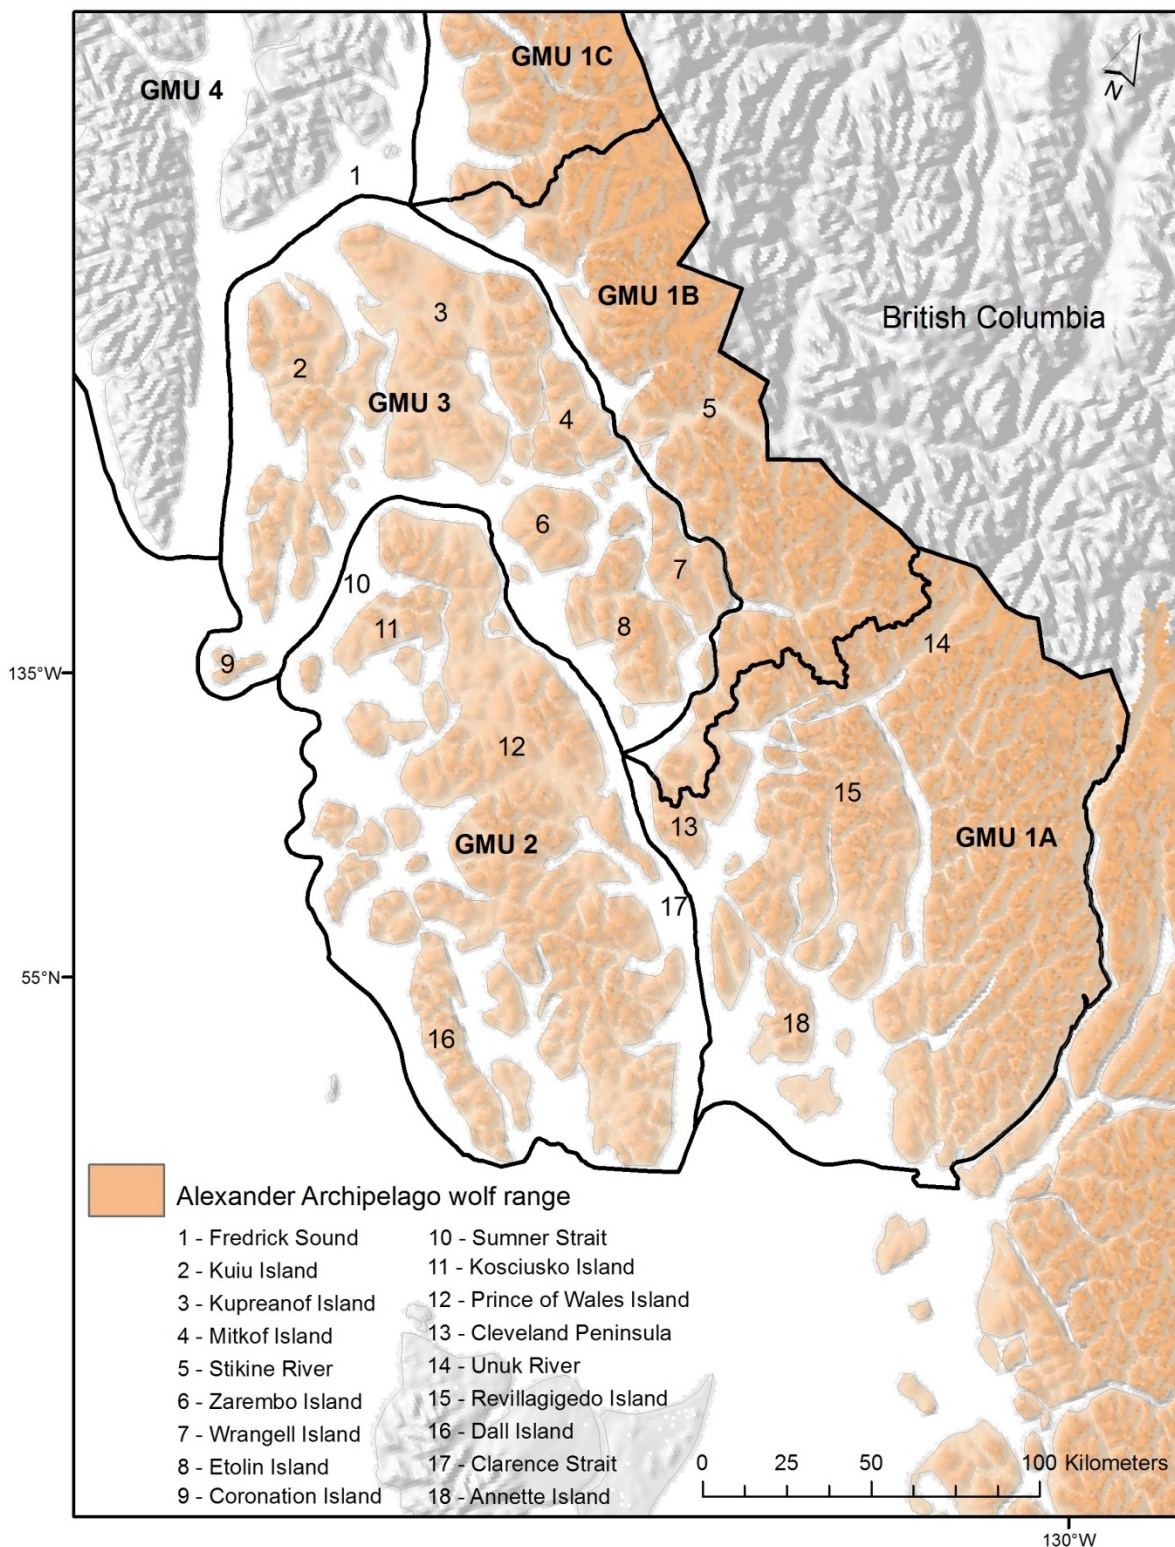 GMU 1C
GMU 4
N
1
GMU 1B
3
British Columbia
2
GMU 3
5
4
6
10
7
11
8
14
9
135°W
12
15
13
GMU 2
GMU 1A
17
55°N
18
16
Alexander Archipelago wolf range
1 - Fredrick Sound
2 - Kuiu Island
3 - Kupreanof Island
4 - Mitkof Island
5 - Stikine River
6 - Zarembo Island
7 - Wrangell Island
8 - Etolin Island
9 - Coronation Island
10 - Sumner Strait
11 - Kosciusko Island
12 - Prince of Wales Island
13 - Cleveland Peninsula
14 - Unuk River
15 - Revillagigedo Island
16 - Dall Island
17 - Clarence Strait
18 - Annette Island
0 25 50 100 Kilometers
130°W